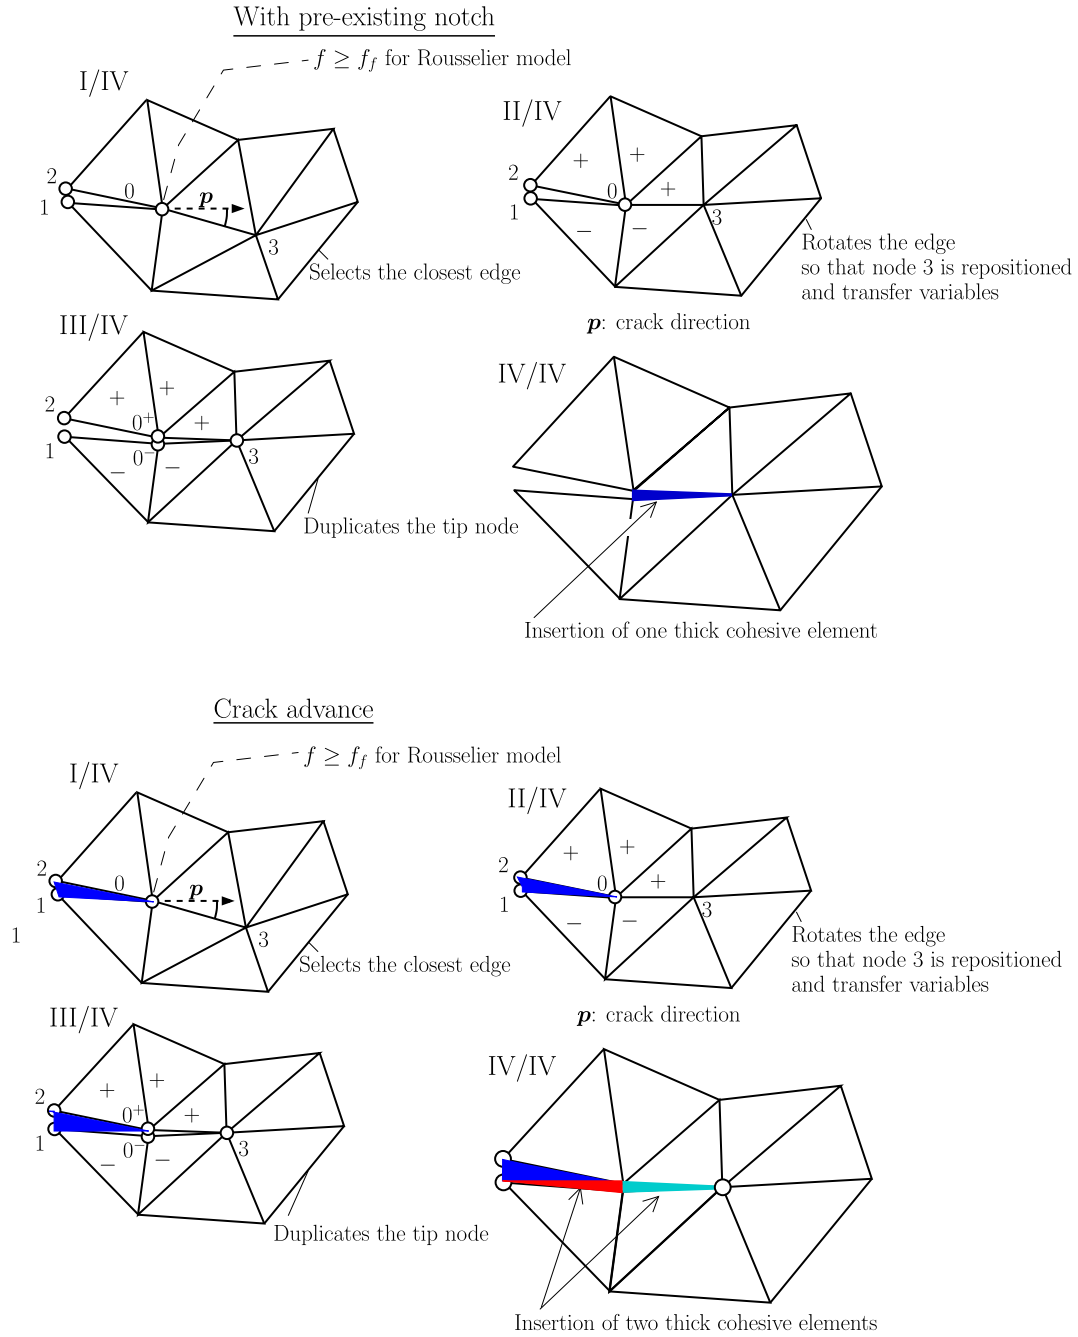 With pre-existing notch
f ≥ f_f for Rousselier model
I/IV
2
0
p
1
3
Selects the closest edge
II/IV
+
+
2
0
+
1
3
−
−
Rotates the edge
so that node 3 is repositioned
and transfer variables
p: crack direction
III/IV
+
+
2
0⁺
+
1
0⁻
3
−
−
Duplicates the tip node
IV/IV
Insertion of one thick cohesive element
Crack advance
f ≥ f_f for Rousselier model
I/IV
2
0
p
1
1
3
Selects the closest edge
II/IV
+
+
2
0
+
1
3
−
−
Rotates the edge
so that node 3 is repositioned
and transfer variables
p: crack direction
III/IV
+
+
2
0⁺
+
1
0⁻
3
−
−
Duplicates the tip node
IV/IV
Insertion of two thick cohesive elements